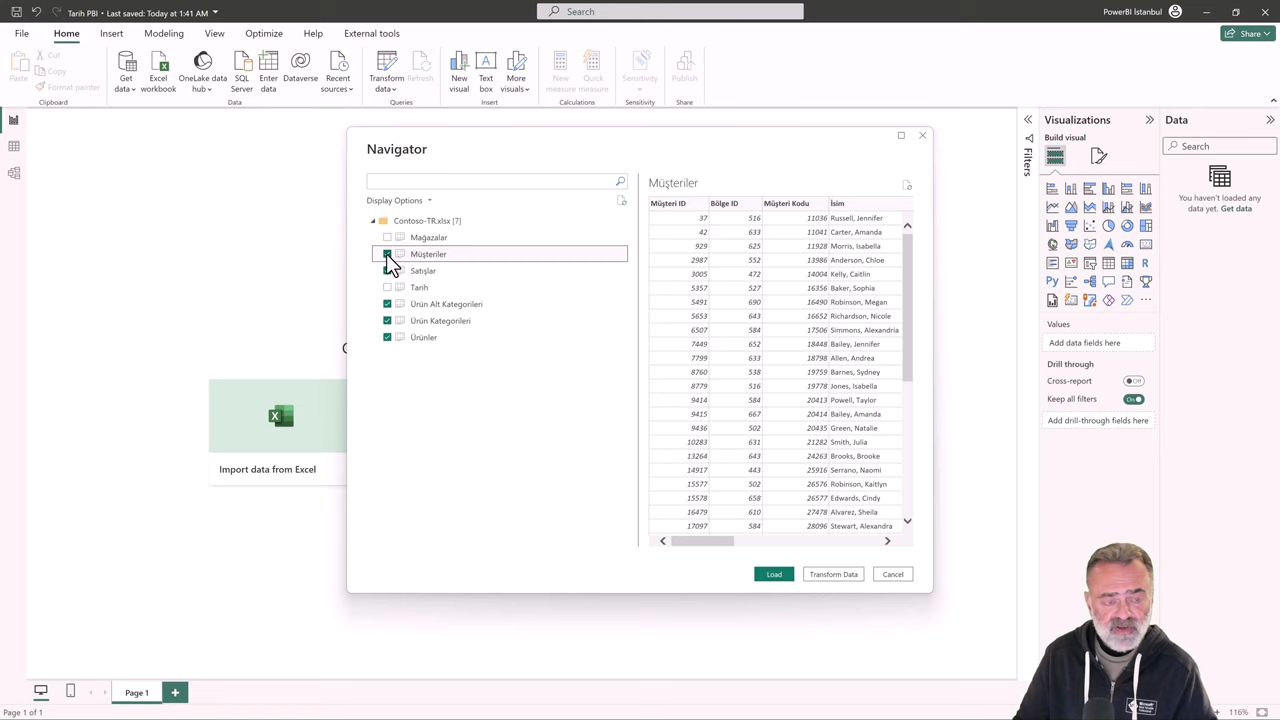 Tarih PBI • Last saved: Today at 1:41 AM
Search
PowerBI Istanbul
File
Home
Insert
Modeling
View
Optimize
Help
External tools
Share
Paste
Cut
Copy
Format painter
Clipboard
Get data
Excel workbook
OneLake data hub
SQL Server
Enter data
Dataverse
Recent sources
Data
Transform data
Refresh
Queries
New visual
Text box
More visuals
Insert
New measure
Quick measure
Calculations
Sensitivity
Sensitivity
Publish
Share
Navigator
Display Options
Contoso-TR.xlsx [7]
Mağazalar
Müşteriler
Satışlar
Tarih
Ürün Alt Kategorileri
Ürün Kategorileri
Ürünler
Müşteriler
Müşteri ID Bölge ID Müşteri Kodu İsim
37 516 11036 Russell, Jennifer
42 633 11041 Carter, Amanda
929 625 11928 Morris, Isabella
2987 552 13986 Anderson, Chloe
3005 472 14004 Kelly, Caitlin
5357 527 16356 Baker, Sophia
5491 690 16490 Robinson, Megan
5653 643 16652 Richardson, Nicole
6507 584 17506 Simmons, Alexandria
7449 652 18448 Bailey, Jennifer
7799 633 18798 Allen, Andrea
8760 538 19759 Barnes, Sydney
8779 516 19778 Jones, Isabella
9414 584 20413 Powell, Taylor
9415 667 20414 Bailey, Amanda
9436 502 20435 Green, Natalie
10283 631 21282 Smith, Julia
13264 643 24263 Brooks, Brooke
14917 443 25916 Serrano, Naomi
15577 502 26576 Robinson, Kaitlyn
15578 658 26577 Edwards, Cindy
16479 610 27478 Alvarez, Sheila
17097 584 28096 Stewart, Alexandra
Load
Transform Data
Cancel
Import data from Excel
Filters
Visualizations
Build visual
Values
Add data fields here
Drill through
Cross-report
Off
Keep all filters
On
Add drill-through fields here
Data
Search
You haven't loaded any data yet. Get data
Page 1
Page 1 of 1
116%